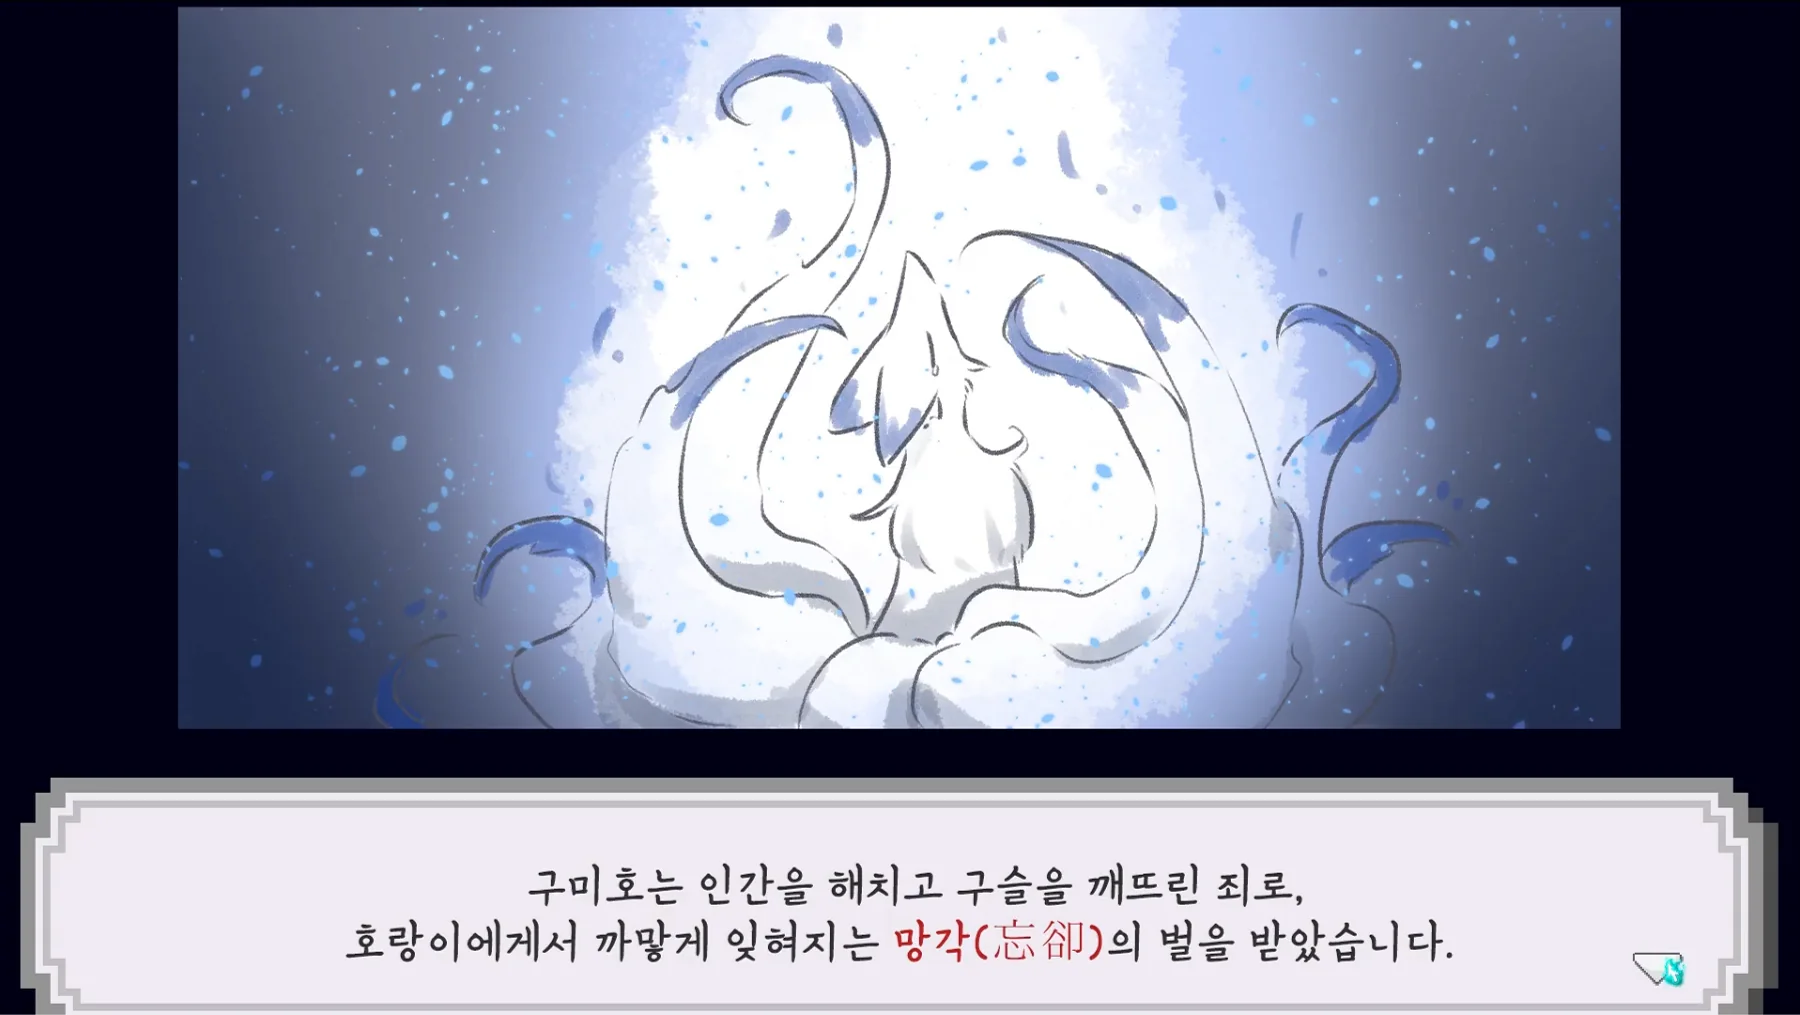 구미호는 인간을 해치고 구슬을 깨뜨린 죄로,
호랑이에게서 까맣게 잊혀지는 망각(忘卻)의 벌을 받았습니다.